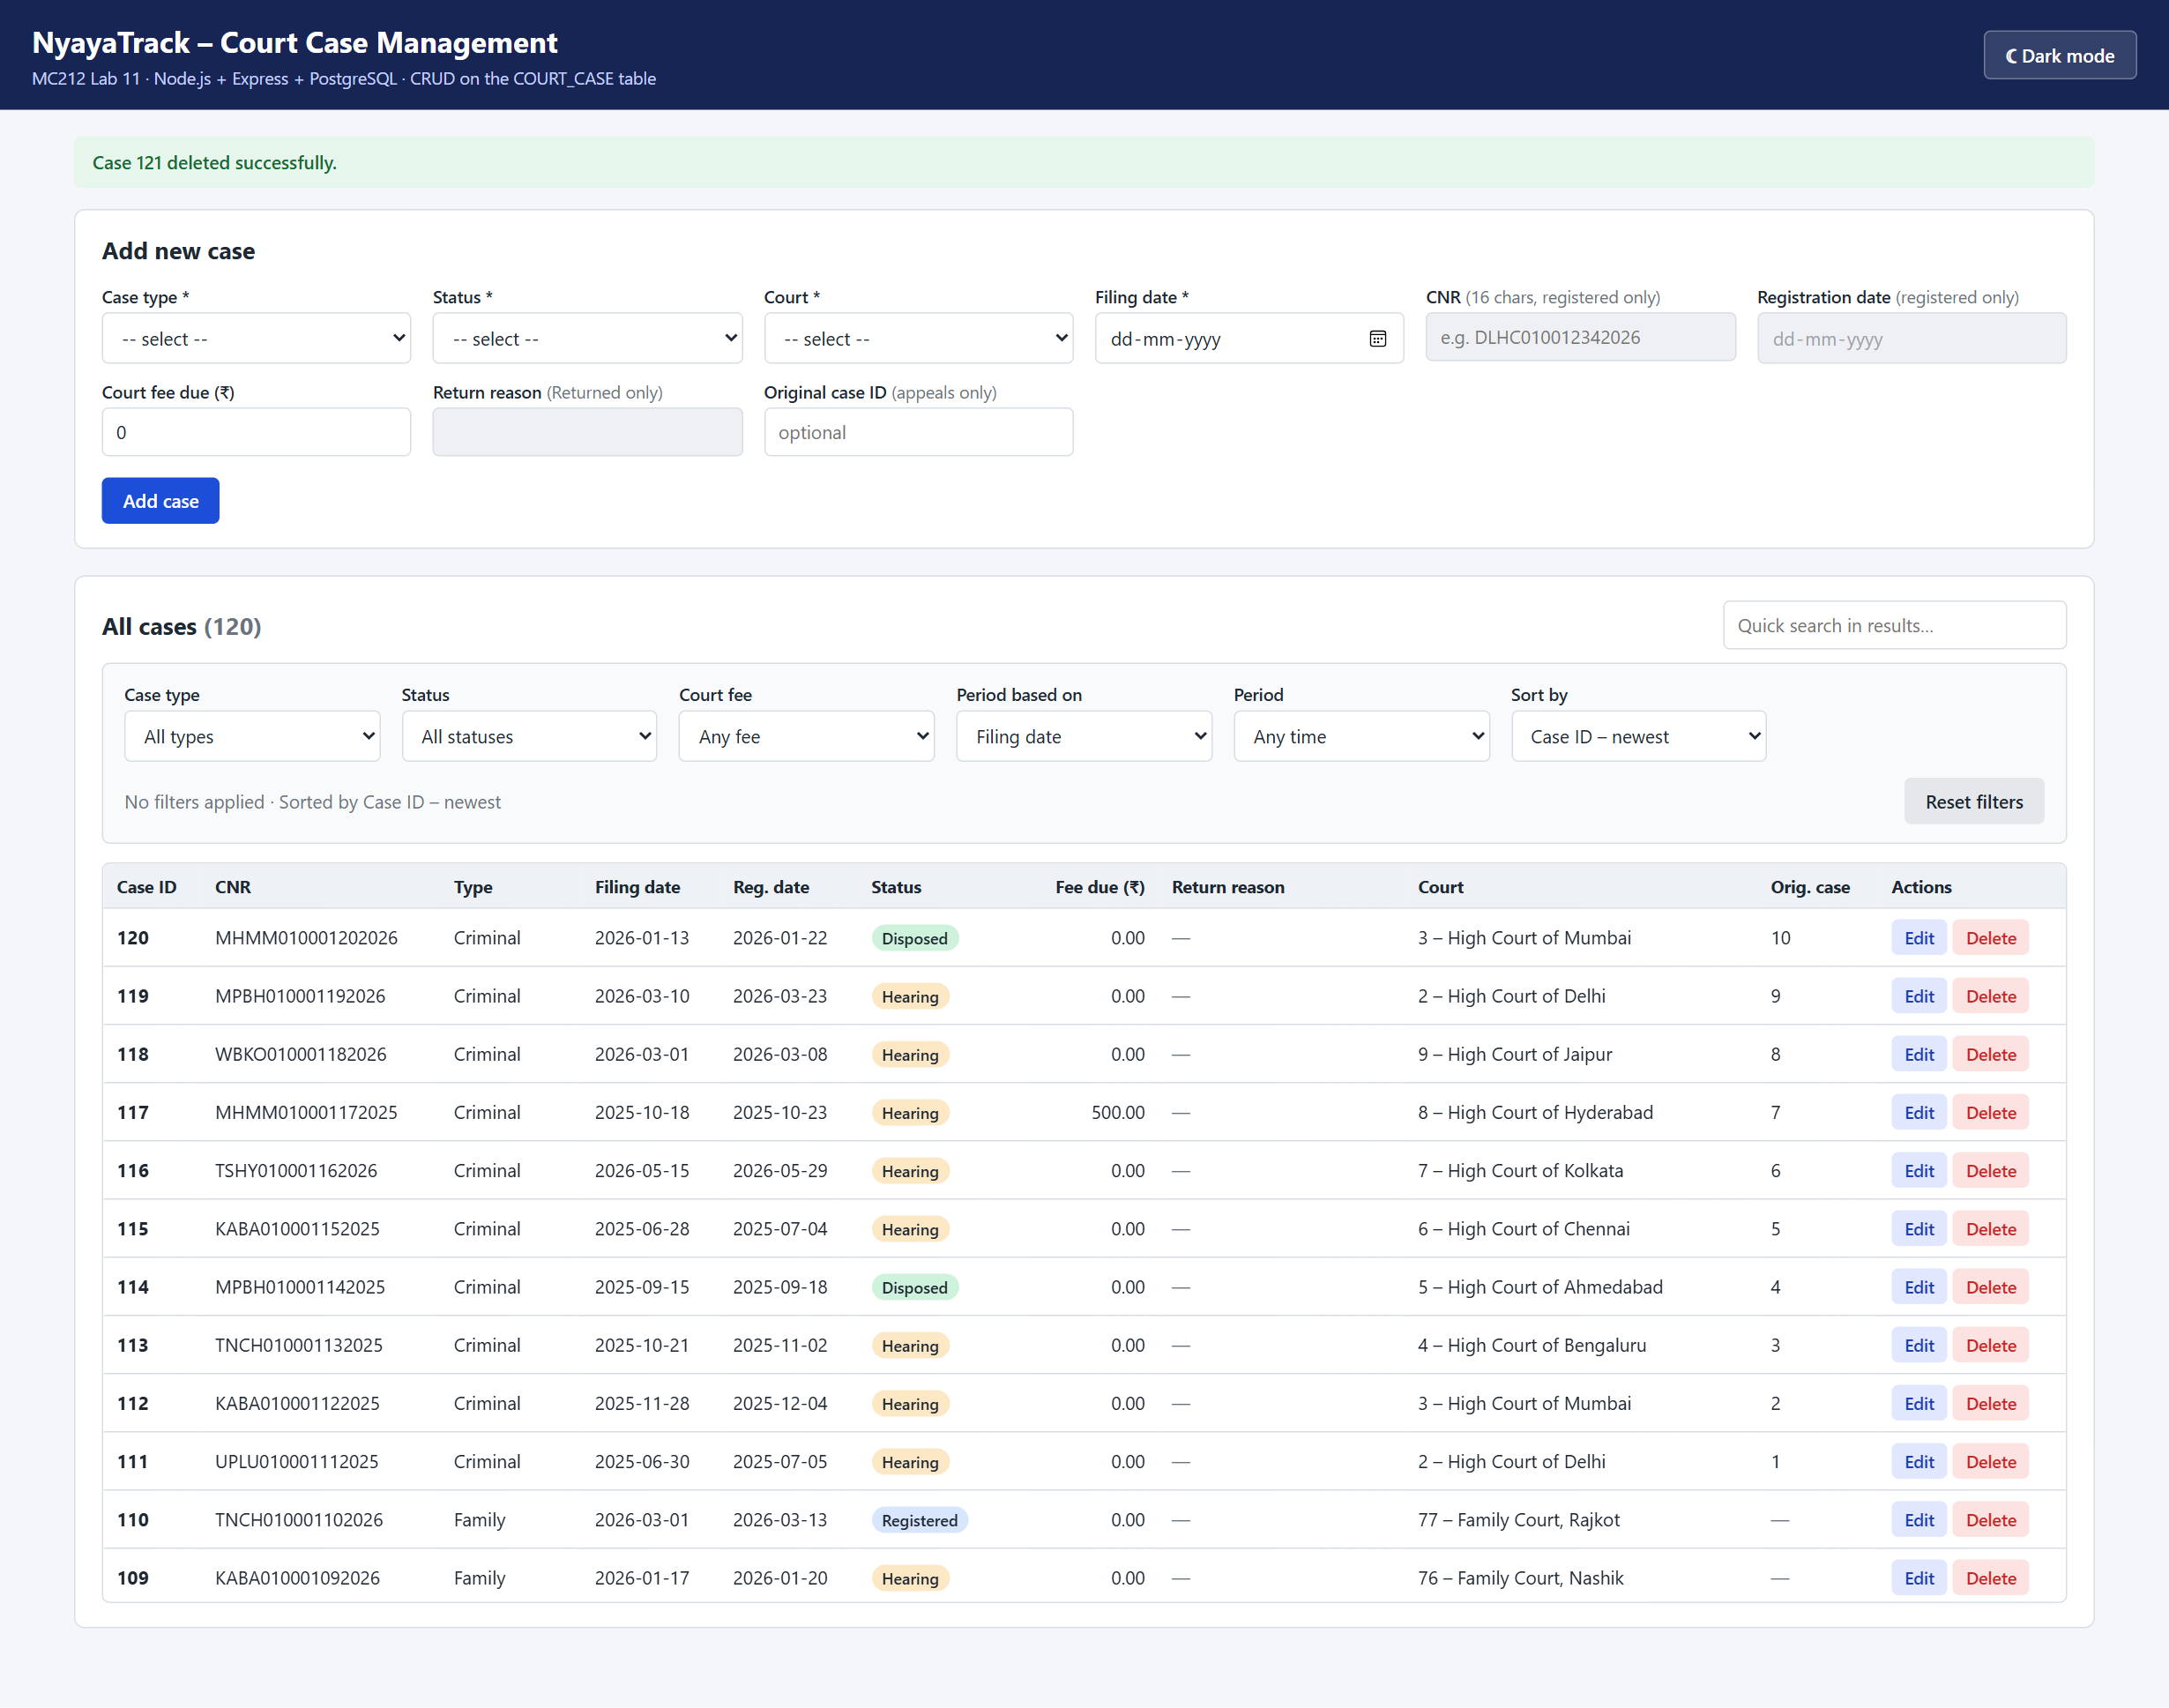 NyayaTrack – Court Case Management
MC212 Lab 11 · Node.js + Express + PostgreSQL · CRUD on the COURT_CASE table
Dark mode
Case 121 deleted successfully.
Add new case
Case type * Status * Court * Filing date * CNR (16 chars, registered only) Registration date (registered only)
-- select -- -- select -- -- select -- dd-mm-yyyy e.g. DLHC010012342026 dd-mm-yyyy
Court fee due (₹) Return reason (Returned only) Original case ID (appeals only)
0 optional
Add case
All cases (120) Quick search in results...
Case type Status Court fee Period based on Period Sort by
All types All statuses Any fee Filing date Any time Case ID – newest
No filters applied · Sorted by Case ID – newest Reset filters
Case ID CNR Type Filing date Reg. date Status Fee due (₹) Return reason Court Orig. case Actions
120 MHMM010001202026 Criminal 2026-01-13 2026-01-22 Disposed 0.00 — 3 – High Court of Mumbai 10 Edit Delete
119 MPBH010001192026 Criminal 2026-03-10 2026-03-23 Hearing 0.00 — 2 – High Court of Delhi 9 Edit Delete
118 WBKO010001182026 Criminal 2026-03-01 2026-03-08 Hearing 0.00 — 9 – High Court of Jaipur 8 Edit Delete
117 MHMM010001172025 Criminal 2025-10-18 2025-10-23 Hearing 500.00 — 8 – High Court of Hyderabad 7 Edit Delete
116 TSHY010001162026 Criminal 2026-05-15 2026-05-29 Hearing 0.00 — 7 – High Court of Kolkata 6 Edit Delete
115 KABA010001152025 Criminal 2025-06-28 2025-07-04 Hearing 0.00 — 6 – High Court of Chennai 5 Edit Delete
114 MPBH010001142025 Criminal 2025-09-15 2025-09-18 Disposed 0.00 — 5 – High Court of Ahmedabad 4 Edit Delete
113 TNCH010001132025 Criminal 2025-10-21 2025-11-02 Hearing 0.00 — 4 – High Court of Bengaluru 3 Edit Delete
112 KABA010001122025 Criminal 2025-11-28 2025-12-04 Hearing 0.00 — 3 – High Court of Mumbai 2 Edit Delete
111 UPLU010001112025 Criminal 2025-06-30 2025-07-05 Hearing 0.00 — 2 – High Court of Delhi 1 Edit Delete
110 TNCH010001102026 Family 2026-03-01 2026-03-13 Registered 0.00 — 77 – Family Court, Rajkot — Edit Delete
109 KABA010001092026 Family 2026-01-17 2026-01-20 Hearing 0.00 — 76 – Family Court, Nashik — Edit Delete